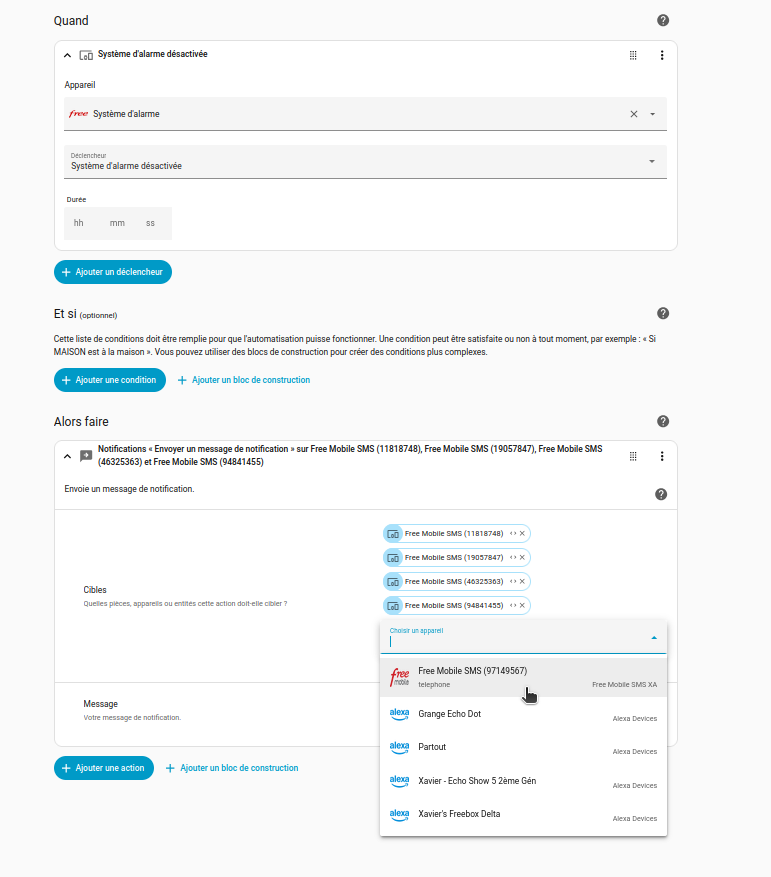 Quand
Système d'alarme désactivée
Appareil
free Système d'alarme
Déclencheur
Système d'alarme désactivée
Durée
hh mm ss
Ajouter un déclencheur
Et si (optionnel)
Cette liste de conditions doit être remplie pour que l'automatisation puisse fonctionner. Une condition peut être satisfaite ou non à tout moment, par exemple : « Si
MAISON est à la maison ». Vous pouvez utiliser des blocs de construction pour créer des conditions plus complexes.
Ajouter une condition
Ajouter un bloc de construction
Alors faire
Notifications « Envoyer un message de notification » sur Free Mobile SMS (11818748), Free Mobile SMS (19057847), Free Mobile SMS
(46325363) et Free Mobile SMS (94841455)
Envoie un message de notification.
Free Mobile SMS (11818748)
Free Mobile SMS (19057847)
Free Mobile SMS (46325363)
Free Mobile SMS (94841455)
Cibles
Quelles pièces, appareils ou entités cette action doit-elle cibler ?
Choisir un appareil
free mobile
Free Mobile SMS (97149567)
telephone
Free Mobile SMS XA
Message
Votre message de notification.
alexa Grange Echo Dot Alexa Devices
alexa Partout Alexa Devices
alexa Xavier - Echo Show 5 2ème Gén Alexa Devices
alexa Xavier's Freebox Delta Alexa Devices
Ajouter une action
Ajouter un bloc de construction